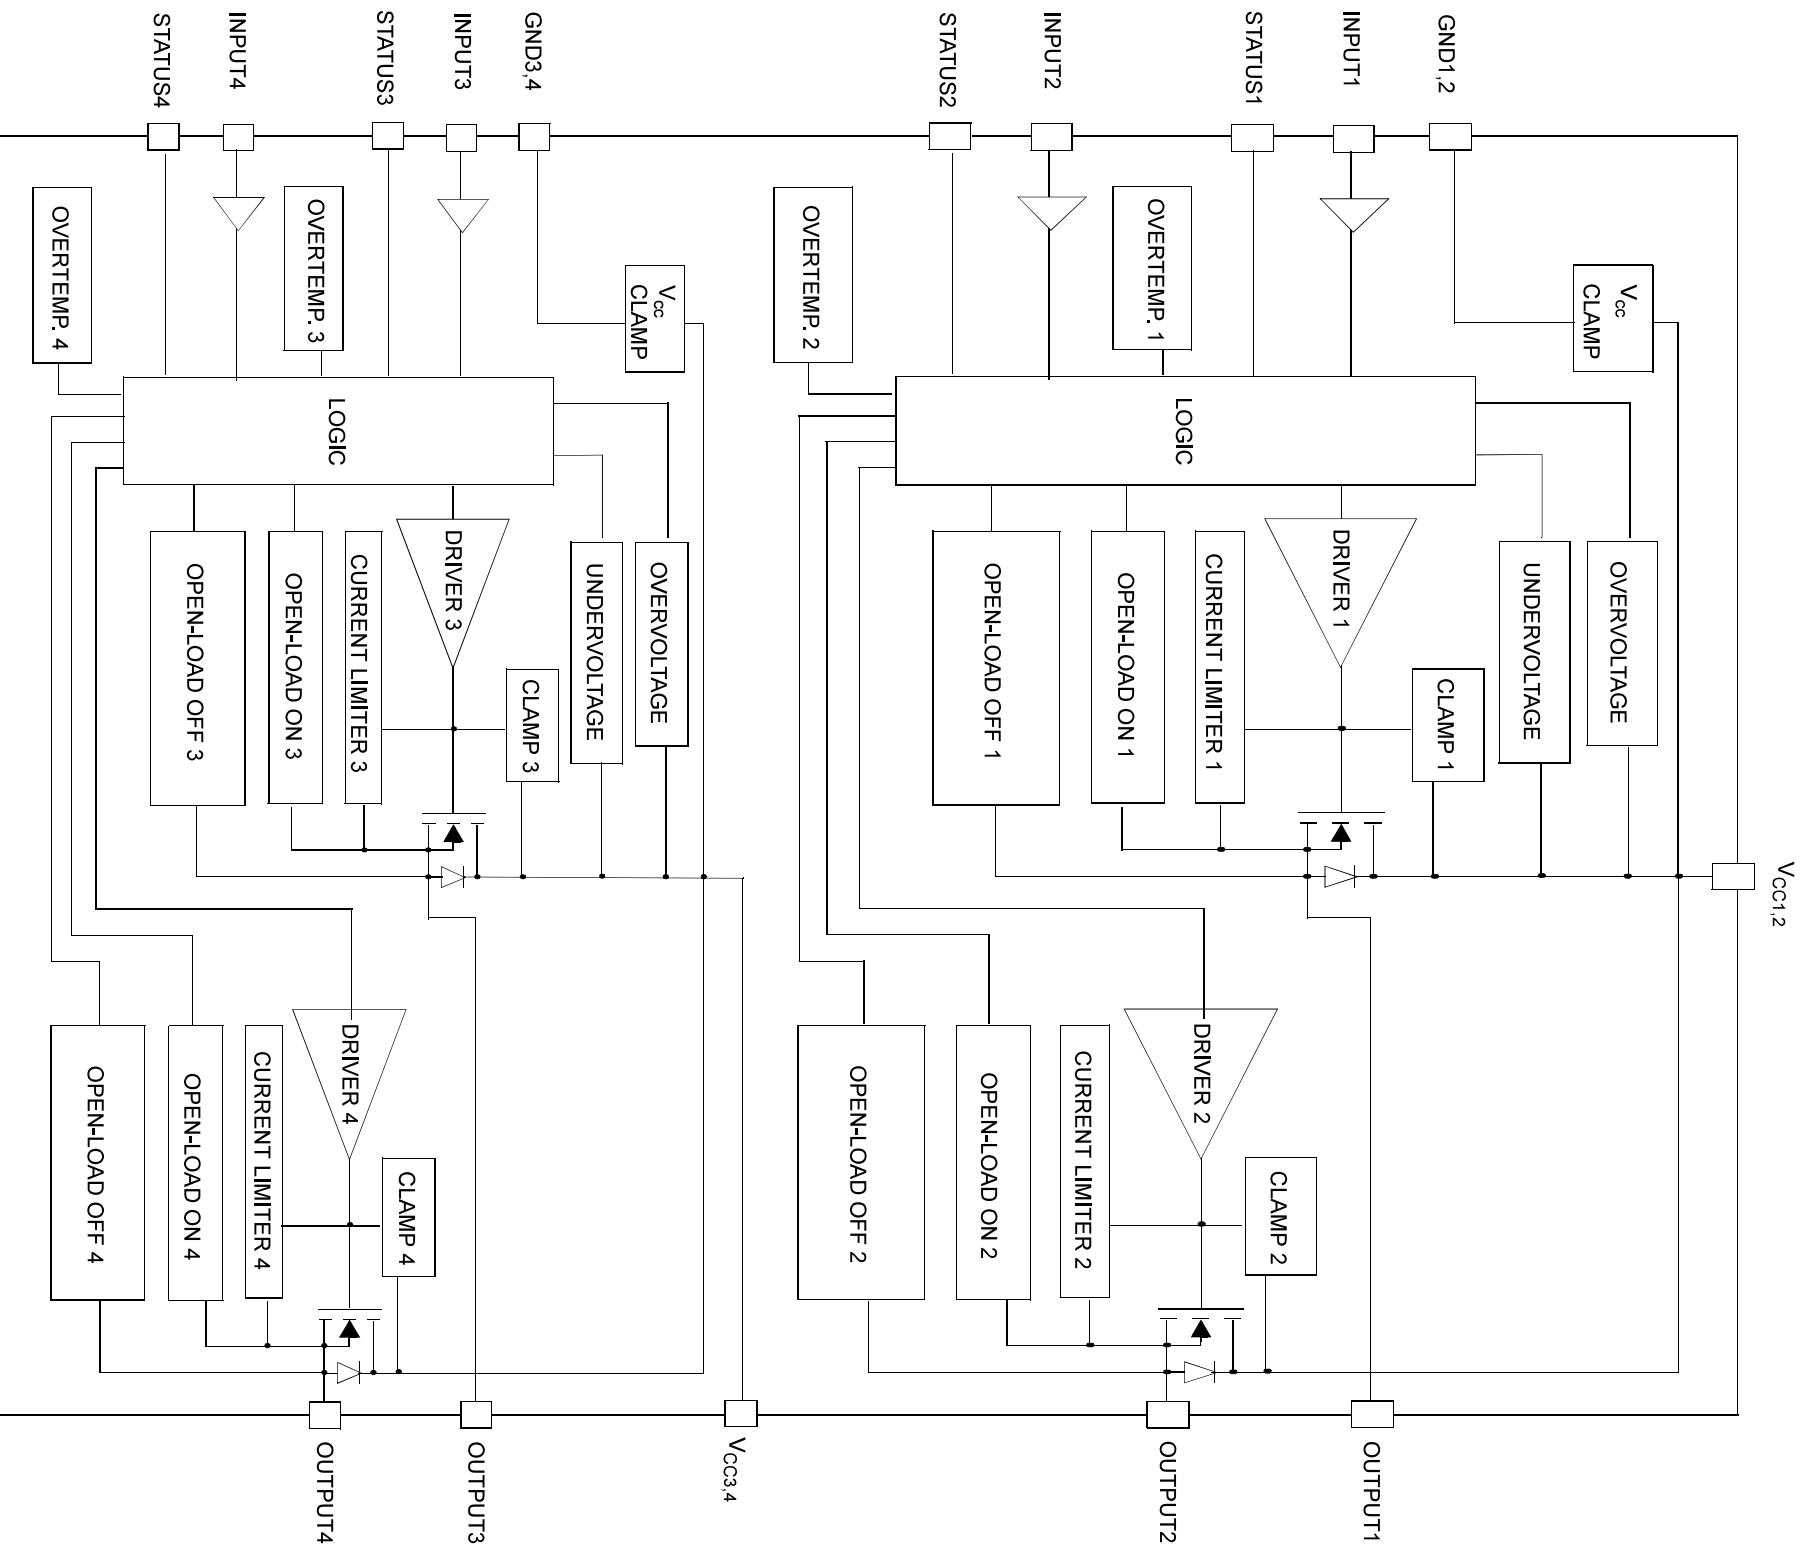 VCC1,2
Vcc
CLAMP
OVERVOLTAGE
UNDERVOLTAGE
GND1,2
CLAMP 1
INPUT1
DRIVER 1
OUTPUT1
STATUS1
CURRENT LIMITER 1
LOGIC
OVERTEMP. 1
OPEN-LOAD ON 1
INPUT2
OPEN-LOAD OFF 1
CLAMP 2
DRIVER 2
OUTPUT2
STATUS2
CURRENT LIMITER 2
OPEN-LOAD ON 2
OVERTEMP. 2
OPEN-LOAD OFF 2
VCC3,4
Vcc
CLAMP
OVERVOLTAGE
UNDERVOLTAGE
GND3,4
CLAMP 3
INPUT3
DRIVER 3
OUTPUT3
STATUS3
CURRENT LIMITER 3
LOGIC
OVERTEMP. 3
OPEN-LOAD ON 3
INPUT4
OPEN-LOAD OFF 3
CLAMP 4
DRIVER 4
OUTPUT4
STATUS4
CURRENT LIMITER 4
OPEN-LOAD ON 4
OVERTEMP. 4
OPEN-LOAD OFF 4